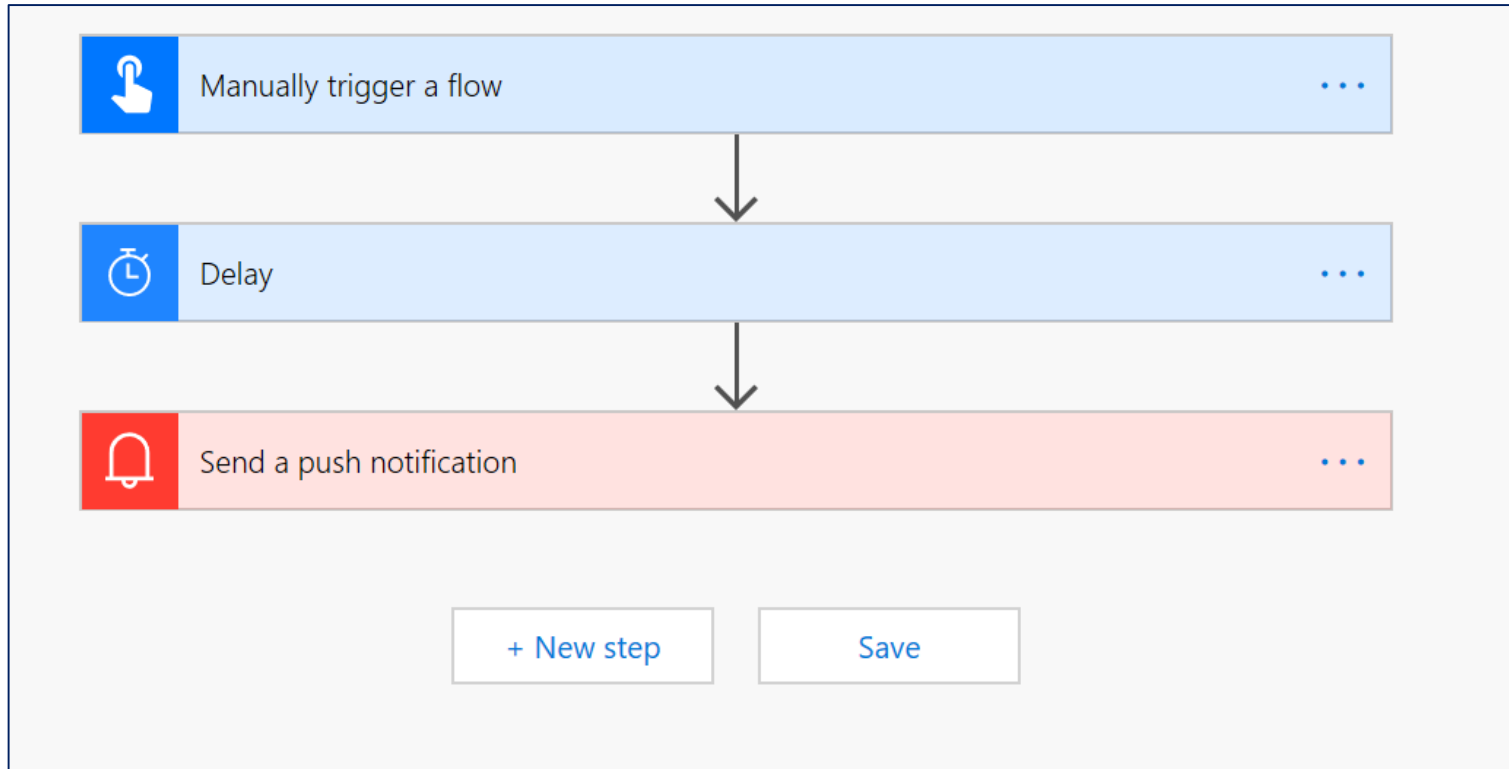 Manually trigger a flow
Delay
Send a push notification
+ New step
Save